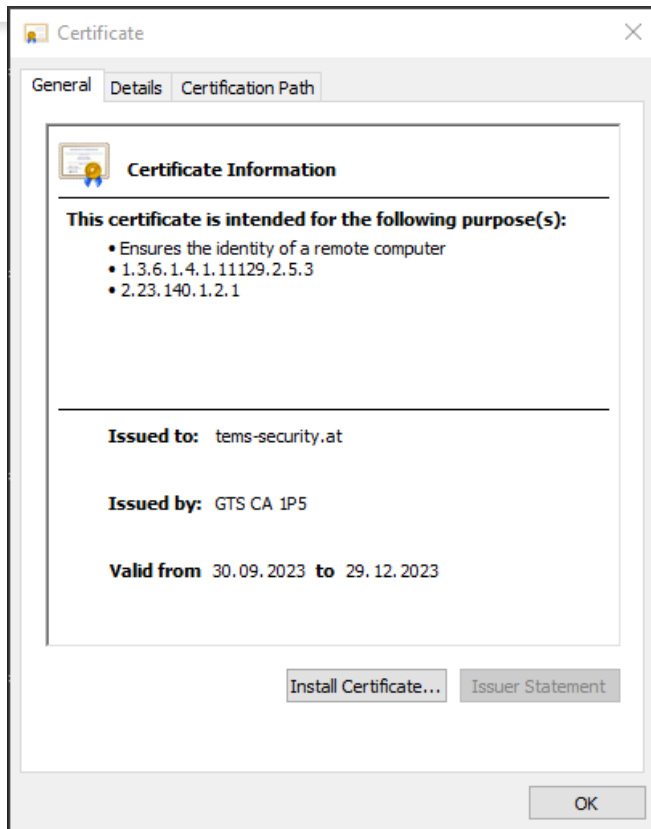 Certificate
General Details Certification Path
Certificate Information
This certificate is intended for the following purpose(s):
• Ensures the identity of a remote computer
• 1.3.6.1.4.1.11129.2.5.3
• 2.23.140.1.2.1
Issued to: tems-security.at
Issued by: GTS CA 1P5
Valid from 30.09.2023 to 29.12.2023
Install Certificate... Issuer Statement
OK